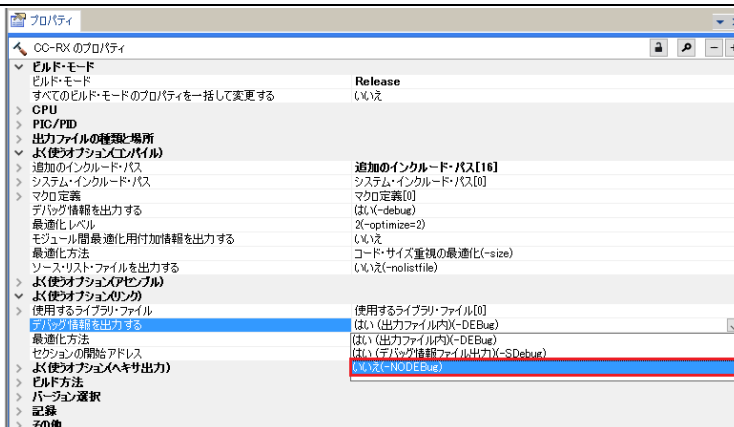 プロパティ
CC-RX のプロパティ
ビルド・モード
ビルド・モード Release
すべてのビルド・モードのプロパティを一括して変更する いいえ
CPU
PIC/PID
出力ファイルの種類と場所
よく使うオプション(コンパイル)
追加のインクルード・パス 追加のインクルード・パス[16]
システム・インクルード・パス システム・インクルード・パス[0]
マクロ定義 マクロ定義[0]
デバッグ情報を出力する はい(-debug)
最適化レベル 2(-optimize=2)
モジュール間最適化用付加情報を出力する いいえ
最適化方法 コード・サイズ重視の最適化(-size)
ソース・リスト・ファイルを出力する いいえ(-nolistfile)
よく使うオプション(アセンブル)
よく使うオプション(リンク)
使用するライブラリ・ファイル 使用するライブラリ・ファイル[0]
デバッグ情報を出力する はい (出力ファイル内)(-DEBug)
最適化方法 はい (出力ファイル内)(-DEBug)
セクションの開始アドレス はい (デバッグ情報ファイル出力)(-SDebug)
よく使うオプション(ヘキサ出力) いいえ(-NODEBug)
ビルド方法
バージョン選択
記録
その他